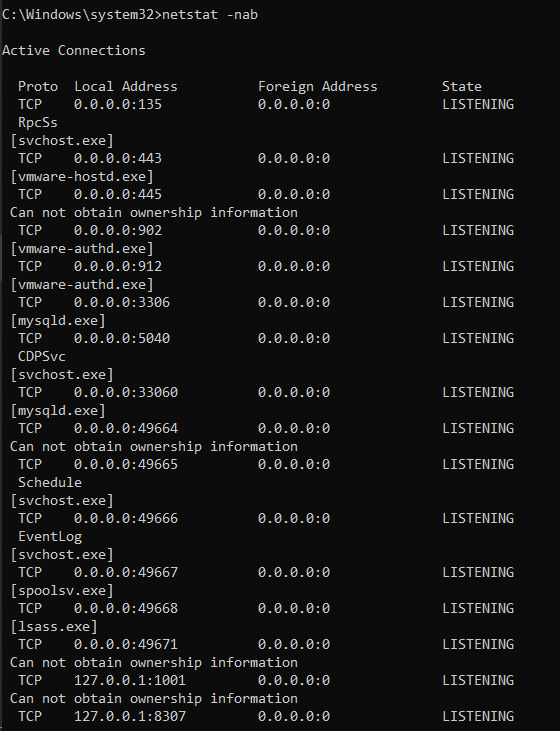 C:\Windows\system32>netstat -nab
Active Connections
Proto Local Address Foreign Address State
TCP 0.0.0.0:135 0.0.0.0:0 LISTENING
RpcSs
[svchost.exe]
TCP 0.0.0.0:443 0.0.0.0:0 LISTENING
[vmware-hostd.exe]
TCP 0.0.0.0:445 0.0.0.0:0 LISTENING
Can not obtain ownership information
TCP 0.0.0.0:902 0.0.0.0:0 LISTENING
[vmware-authd.exe]
TCP 0.0.0.0:912 0.0.0.0:0 LISTENING
[vmware-authd.exe]
TCP 0.0.0.0:3306 0.0.0.0:0 LISTENING
[mysqld.exe]
TCP 0.0.0.0:5040 0.0.0.0:0 LISTENING
CDPSvc
[svchost.exe]
TCP 0.0.0.0:33060 0.0.0.0:0 LISTENING
[mysqld.exe]
TCP 0.0.0.0:49664 0.0.0.0:0 LISTENING
Can not obtain ownership information
TCP 0.0.0.0:49665 0.0.0.0:0 LISTENING
Schedule
[svchost.exe]
TCP 0.0.0.0:49666 0.0.0.0:0 LISTENING
EventLog
[svchost.exe]
TCP 0.0.0.0:49667 0.0.0.0:0 LISTENING
[spoolsv.exe]
TCP 0.0.0.0:49668 0.0.0.0:0 LISTENING
[lsass.exe]
TCP 0.0.0.0:49671 0.0.0.0:0 LISTENING
Can not obtain ownership information
TCP 127.0.0.1:1001 0.0.0.0:0 LISTENING
Can not obtain ownership information
TCP 127.0.0.1:8307 0.0.0.0:0 LISTENING